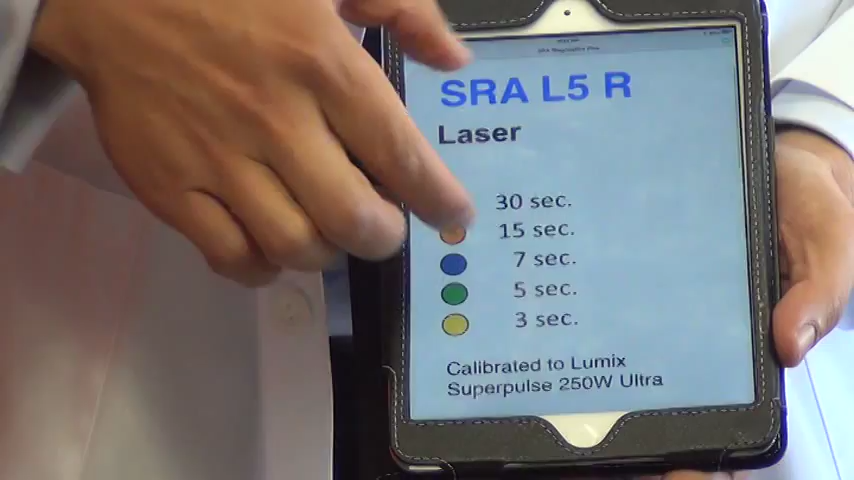 SRA L5 R
Laser
30 sec.
15 sec.
7 sec.
5 sec.
3 sec.
Calibrated to Lumix
Superpulse 250W Ultra